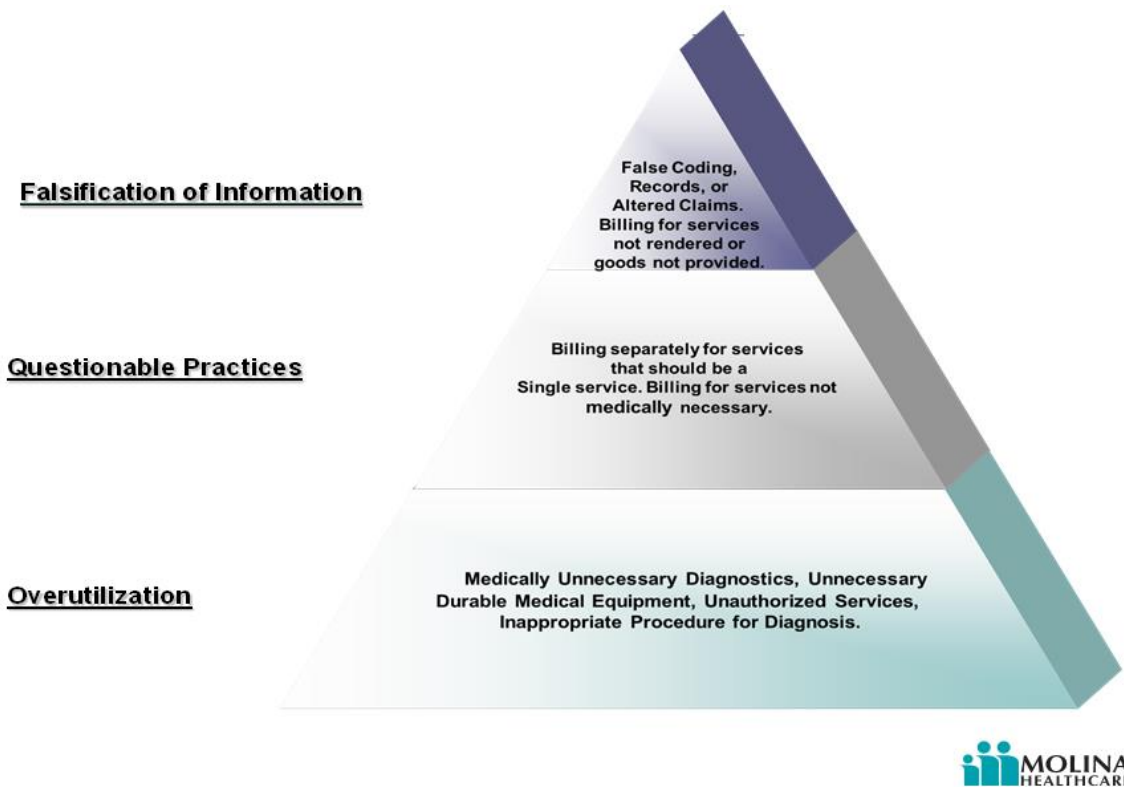 Falsification of Information
False Coding,
Records, or
Altered Claims.
Billing for services
not rendered or
goods not provided.
Questionable Practices
Billing separately for services
that should be a
Single service. Billing for services not
medically necessary.
Overutilization
Medically Unnecessary Diagnostics, Unnecessary
Durable Medical Equipment, Unauthorized Services,
Inappropriate Procedure for Diagnosis.
MOLINA
HEALTHCARE